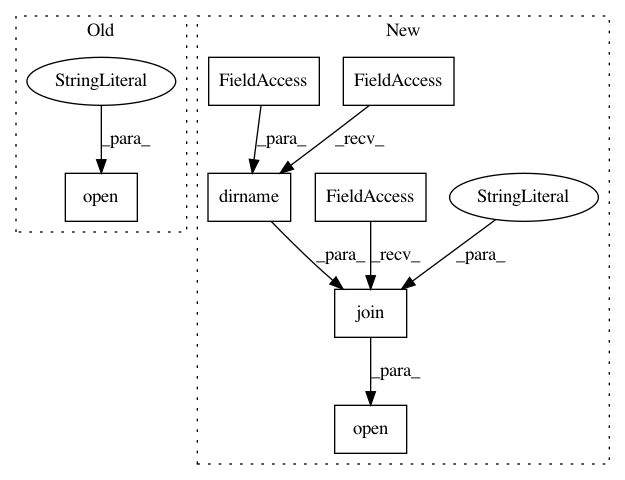 Old
New
StringLiteral
FieldAccess
FieldAccess
_para_
_para_
_recv_
open
dirname
FieldAccess
StringLiteral
_para_
_recv_
_para_
join
_para_
open